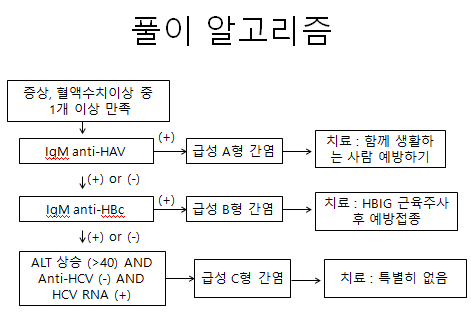 풀이 알고리즘
증상, 혈액수치이상 중
1개 이상 만족
(+)
IgM anti-HAV
급성 A형 간염
치료 : 함께 생활하
는 사람 예방하기
(+) or (-)
(+)
IgM anti-HBc
급성 B형 간염
치료 : HBIG 근육주사
후 예방접종
(+) or (-)
ALT 상승 (>40) AND
Anti-HCV (-) AND
HCV RNA (+)
급성 C형 간염
치료 : 특별히 없음